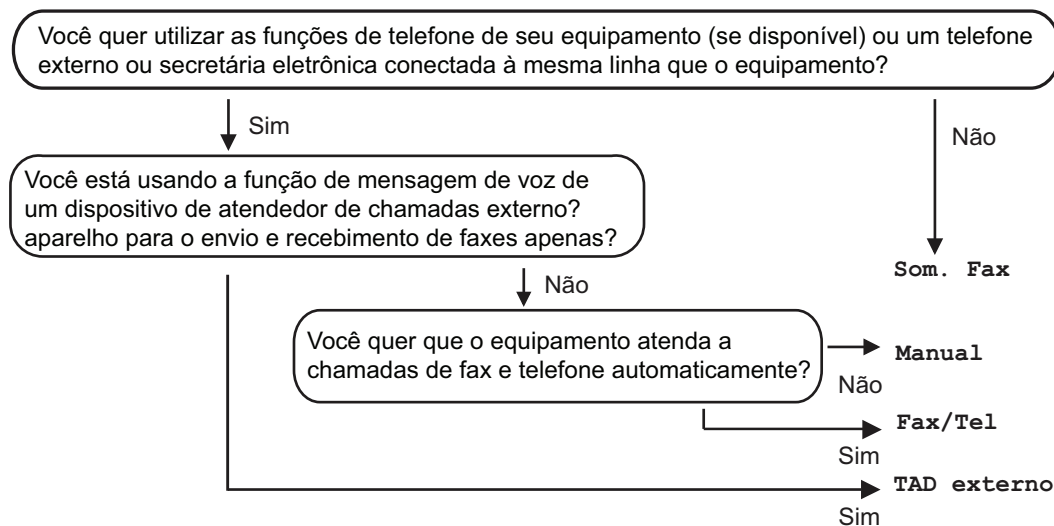 Você quer utilizar as funções de telefone de seu equipamento (se disponível) ou um telefone
externo ou secretária eletrônica conectada à mesma linha que o equipamento?
Sim
Não
Você está usando a função de mensagem de voz de
um dispositivo de atendedor de chamadas externo?
aparelho para o envio e recebimento de faxes apenas?
Som. Fax
Não
Você quer que o equipamento atenda a
chamadas de fax e telefone automaticamente?
Manual
Não
Fax/Tel
Sim
TAD externo
Sim